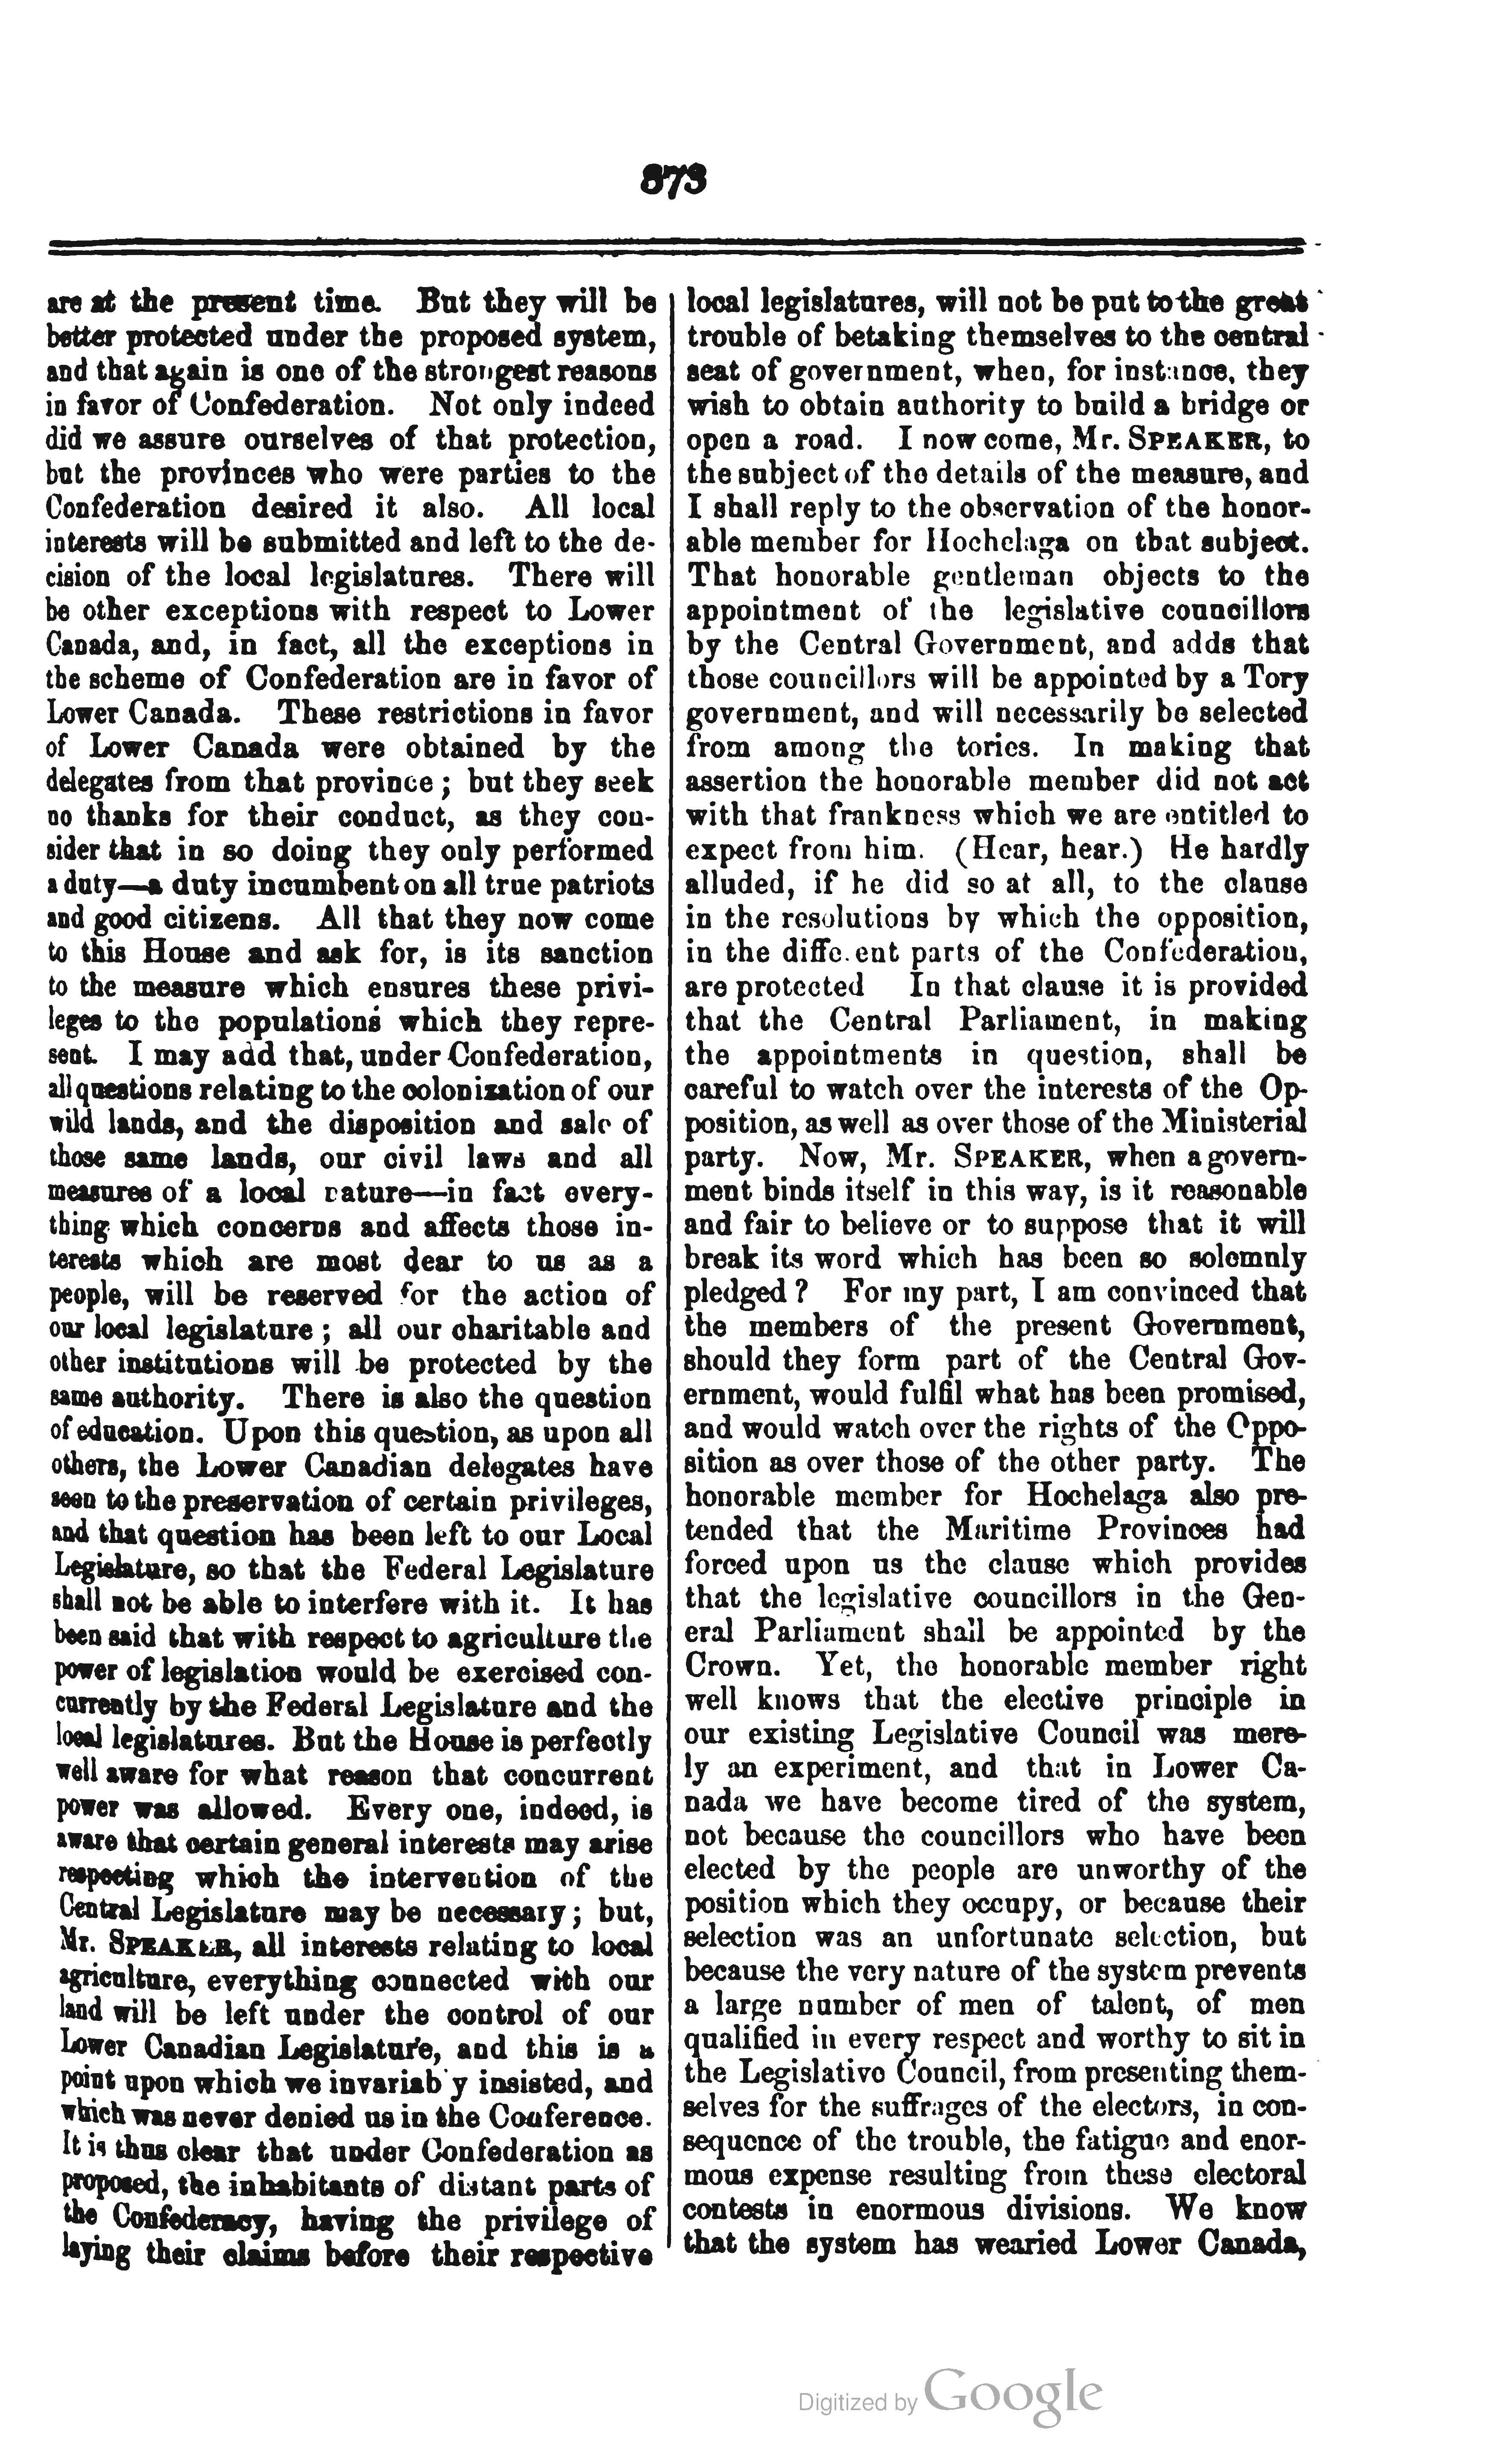 873
are at the present time. But they will be
better protected under the proposed system,
and that again is one of the strongest reasons
in favor of Confederation. Not only indeed
did we assure ourselves of that protection,
but the provinces who were parties to the
Confederation desired it also. All local
interests will be submitted and left to the de-
cision of the local legislatures. There will
be other exceptions with respect to Lower
Canada, and, in fact, all the exceptions in
the scheme of Confederation are in favor of
Lower Canada. These restrictions in favor
of Lower Canada were obtained by the
delegates from that province; but they seek
no thanks for their conduct, as they con-
sider that in so doing they only performed
a duty—a duty incumbent on all true patriots
and good citizens. All that they now come
to this House and ask for, is its sanction
to the measure which ensures these privi-
leges to the populations which they repre-
sent. I may add that, under Confederation,
all questions relating to the colonization of our
wild lands, and the disposition and sale of
those same lands, our civil laws and all
measures of a local nature—in fact every-
thing which concerns and affects those in-
terests which are most dear to us as a
people, will be reserved for the action of
our local legislature; all our charitable and
other institutions will be protected by the
same authority. There is also the question
of education. Upon this question, as upon all
others, the Lower Canadian delegates have
seen to the preservation of certain privileges,
and that question has been left to our Local
Legislature, so that the Federal Legislature
shall not be able to interfere with it. It has
been said that with respect to agriculture the
power of legislation would be exercised con-
currently by the Federal Legislature and the
local legislatures. But the House is perfectly
well aware for what reason that concurrent
power was allowed. Every one, indeed, is
aware that certain general interests may arise
respecting which the intervention of the
Central Legislature may be necessary; but,
Mr. SPEAKER, all interests relating to local
agriculture, everything connected with our
land will be left under the control of our
Lower Canadian Legislature, and this is a
point upon which we invariably insisted, and
which was never denied us in the Conference.
It is thus clear that under Confederation as
proposed, the inhabitants of distant parts of
the Confederacy, having the privilege of
laying their claims before their respective
local legislatures, will not be put to the great
trouble of betaking themselves to the central
seat of government, when, for instance, they
wish to obtain authority to build a bridge or
open a road. I now come, Mr. SPEAKER, to
the subject of the details of the measure, and
I shall reply to the observation of the honor-
able member for Hochelaga on that subject.
That honorable gentleman objects to the
appointment of the legislative councillors
by the Central Government, and adds that
those councillors will be appointed by a Tory
government, and will necessarily be selected
from among the tories. In making that
assertion the honorable member did not act
with that frankness which we are entitled to
expect from him. (Hear, hear.) He hardly
alluded, if he did so at all, to the clause
in the resolutions by which the opposition,
in the different parts of the Confederation,
are protected In that clause it is provided
that the Central Parliament, in making
the appointments in question, shall be
careful to watch over the interests of the Op-
position, as well as over those of the Ministerial
party. Now, Mr. SPEAKER, when a govern-
ment binds itself in this way, is it reasonable
and fair to believe or to suppose that it will
break its word which has been so solemnly
pledged? For my part, I am convinced that
the members of the present Government,
should they form part of the Central Gov-
ernment, would fulfil what has been promised,
and would watch over the rights of the Oppo-
sition as over those of the other party. The
honorable member for Hochelaga also pre-
tended that the Maritime Provinces had
forced upon us the clause which provides
that the legislative councillors in the Gen-
eral Parliament shall be appointed by the
Crown. Yet, the honorable member right
well knows that the elective principle in
our existing Legislative Council was mere-
ly an experiment, and that in Lower Ca-
nada we have become tired of the system,
not because the councillors who have been
elected by the people are unworthy of the
position which they occupy, or because their
selection was an unfortunate selection, but
because the very nature of the system prevents
a large number of men of talent, of men
qualified in every respect and worthy to sit in
the Legislative Council, from presenting them-
selves for the suffrages of the electors, in con-
sequence of the trouble, the fatigue and enor-
mous expense resulting from these electoral
contests in enormous divisions. We know
that the system has wearied Lower Canada,
Digitized by Google